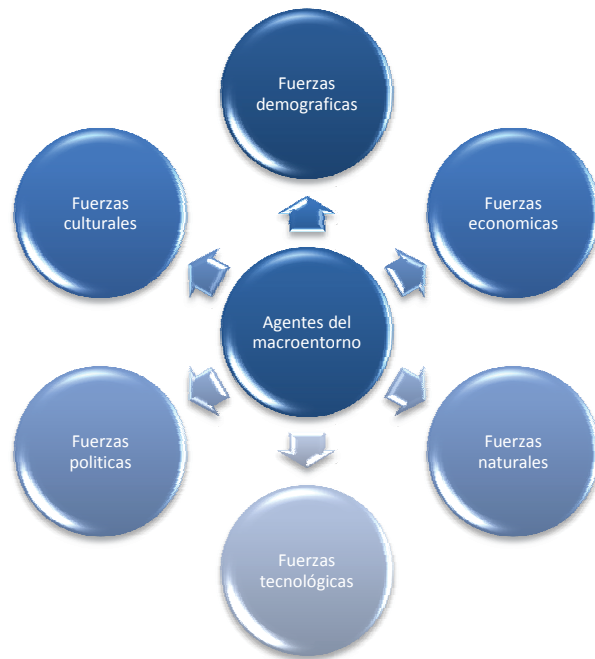 Fuerzas
demograficas
Fuerzas
culturales
Fuerzas
economicas
Agentes del
macroentorno
Fuerzas
politicas
Fuerzas
naturales
Fuerzas
tecnológicas